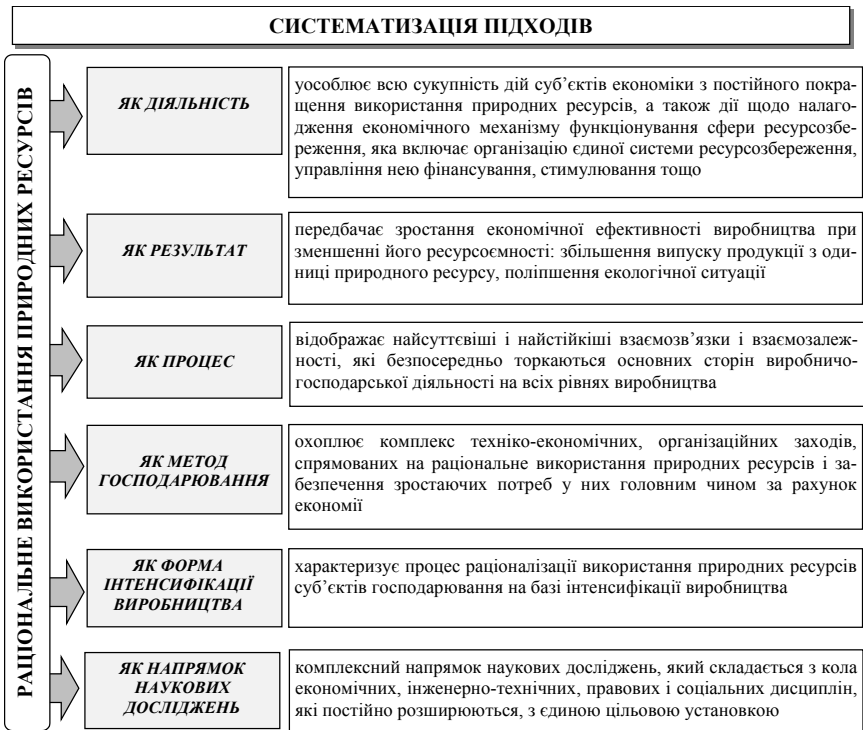 СИСТЕМАТИЗАЦІЯ ПІДХОДІВ
РАЦІОНАЛЬНЕ ВИКОРИСТАННЯ ПРИРОДНИХ РЕСУРСІВ
ЯК ДІЯЛЬНІСТЬ
уособлює всю сукупність дій суб’єктів економіки з постійного покра-
щення використання природних ресурсів, а також дії щодо налаго-
дження економічного механізму функціонування сфери ресурсозбе-
реження, яка включає організацію єдиної системи ресурсозбереження,
управління нею фінансування, стимулювання тощо
ЯК РЕЗУЛЬТАТ
передбачає зростання економічної ефективності виробництва при
зменшенні його ресурсоємності: збільшення випуску продукції з оди-
ниці природного ресурсу, поліпшення екологічної ситуації
ЯК ПРОЦЕС
відображає найсуттєвіші і найстійкіші взаємозв’язки і взаємозалеж-
ності, які безпосередньо торкаються основних сторін виробничо-
господарської діяльності на всіх рівнях виробництва
ЯК МЕТОД
ГОСПОДАРЮВАННЯ
охоплює комплекс техніко-економічних, організаційних заходів,
спрямованих на раціональне використання природних ресурсів і за-
безпечення зростаючих потреб у них головним чином за рахунок
економії
ЯК ФОРМА
ІНТЕНСИФІКАЦІЇ
ВИРОБНИЦТВА
характеризує процес раціоналізації використання природних ресурсів
суб’єктів господарювання на базі інтенсифікації виробництва
ЯК НАПРЯМОК
НАУКОВИХ
ДОСЛІДЖЕНЬ
комплексний напрямок наукових досліджень, який складається з кола
економічних, інженерно-технічних, правових і соціальних дисциплін,
які постійно розширюються, з єдиною цільовою установкою